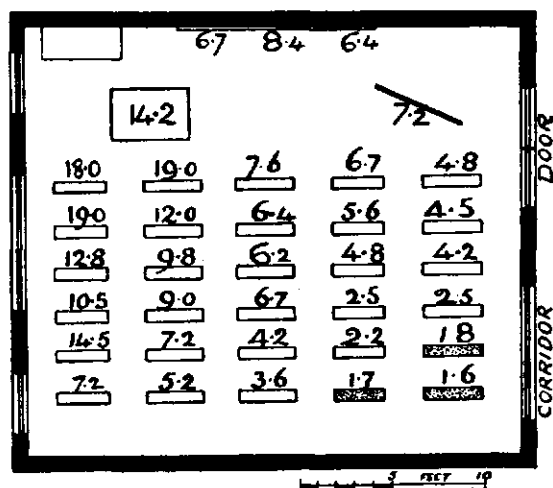 6·7 8·4 6·4
14·2 7·2
DOOR
18·0 19·0 7·6 6·7 4·8
19·0 12·0 6·4 5·6 4·5
12·8 9·8 6·2 4·8 4·2
10·5 9·0 6·7 2·5 2·5
14·5 7·2 4·2 2·2 1·8
7·2 5·2 3·6 1·7 1·6
CORRIDOR
5 FEET 10